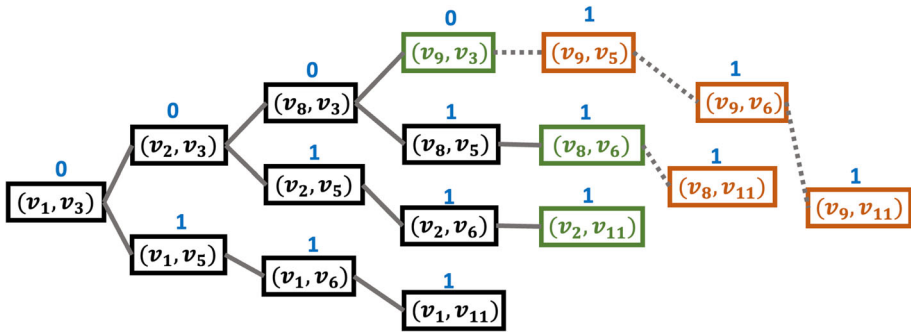 0 1
(v₉, v₃) (v₉, v₅)
0 1
(v₈, v₃) (v₉, v₆)
0 1 1
(v₂, v₃) (v₈, v₅) (v₈, v₆)
0 1 1 1
(v₁, v₃) (v₂, v₅) (v₈, v₁₁) (v₉, v₁₁)
1 1
(v₂, v₆) (v₂, v₁₁)
1 1
(v₁, v₅) (v₁, v₆)
1
(v₁, v₁₁)